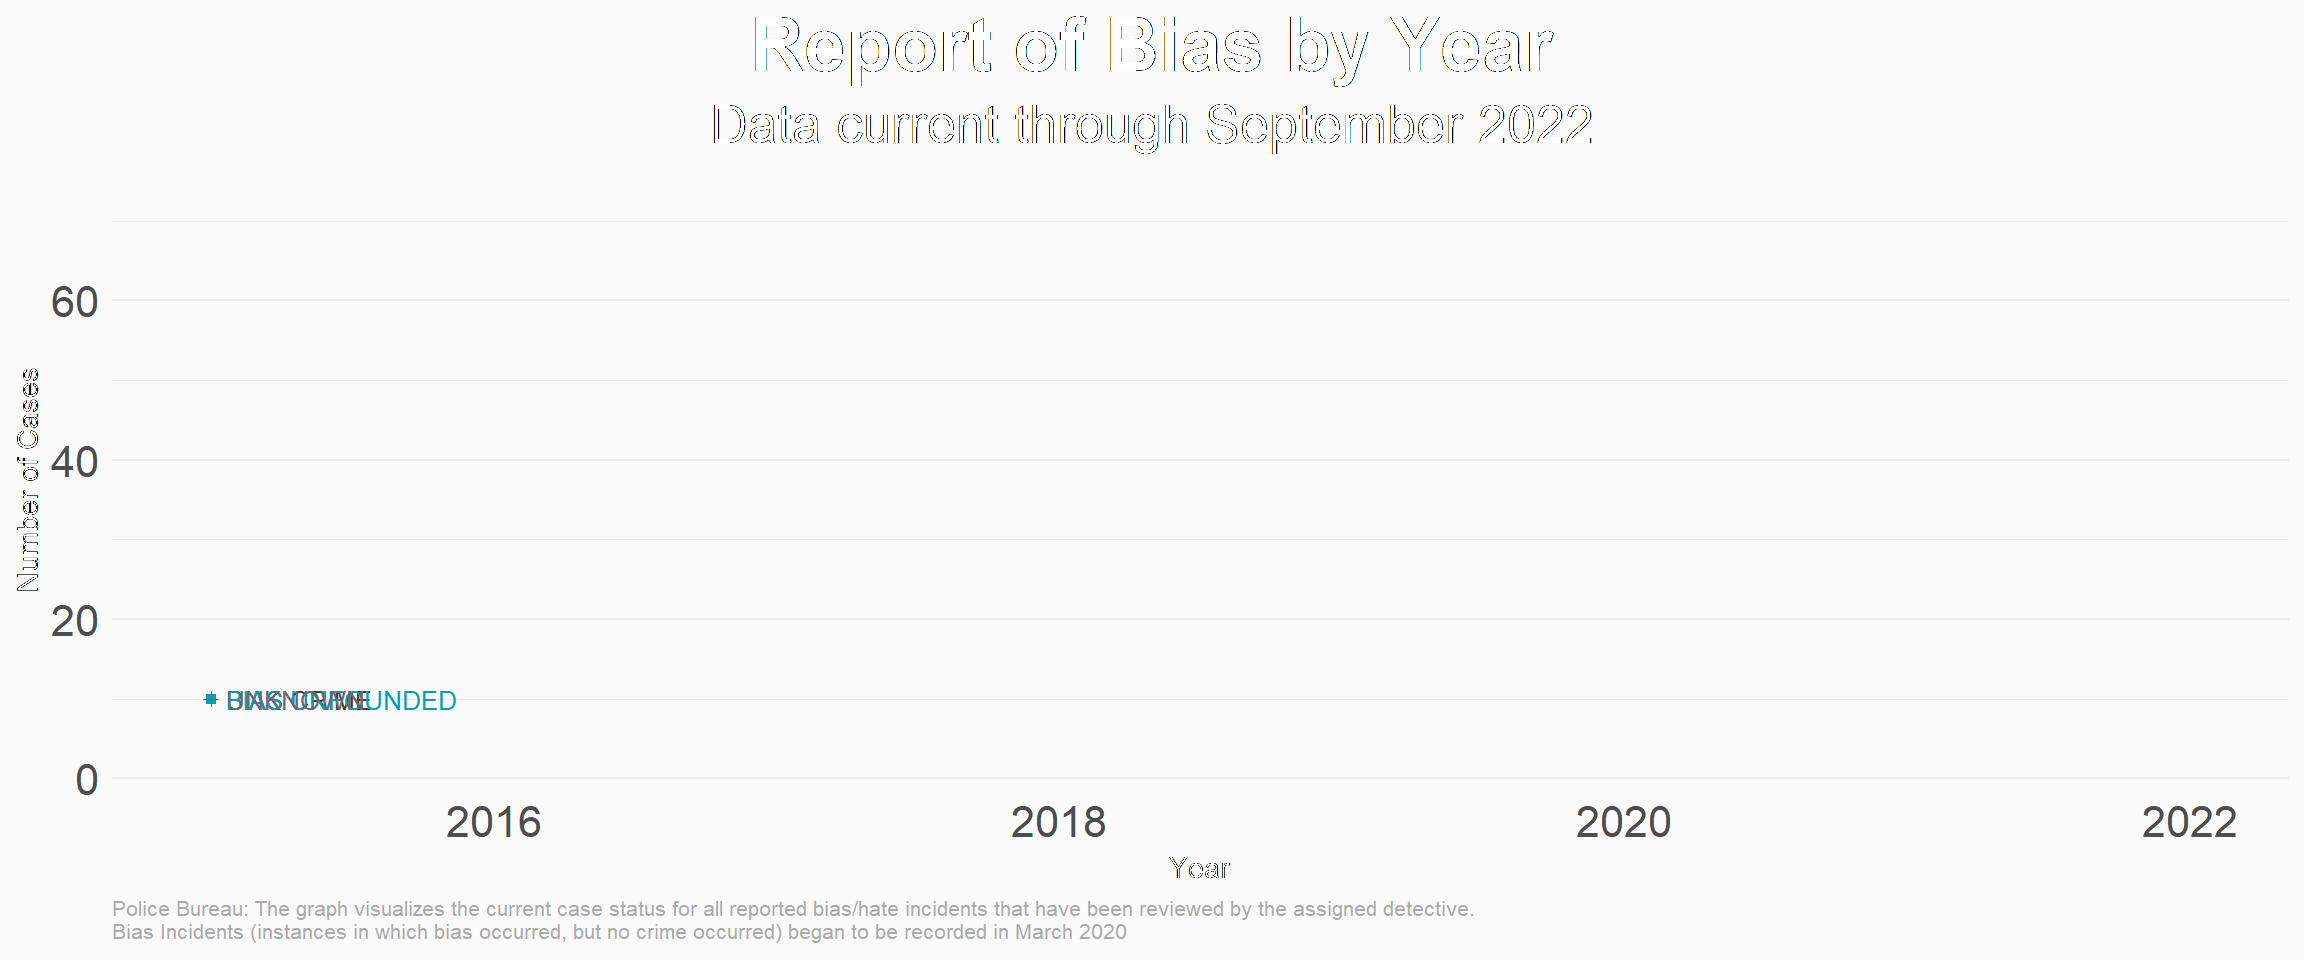 Report of Bias by Year
Data current through September 2022
Number of Cases
60
40
20
0
UNFOUNDED
2016
2018
2020
2022
Year
Police Bureau: The graph visualizes the current case status for all reported bias/hate incidents that have been reviewed by the assigned detective.
Bias Incidents (instances in which bias occurred, but no crime occurred) began to be recorded in March 2020